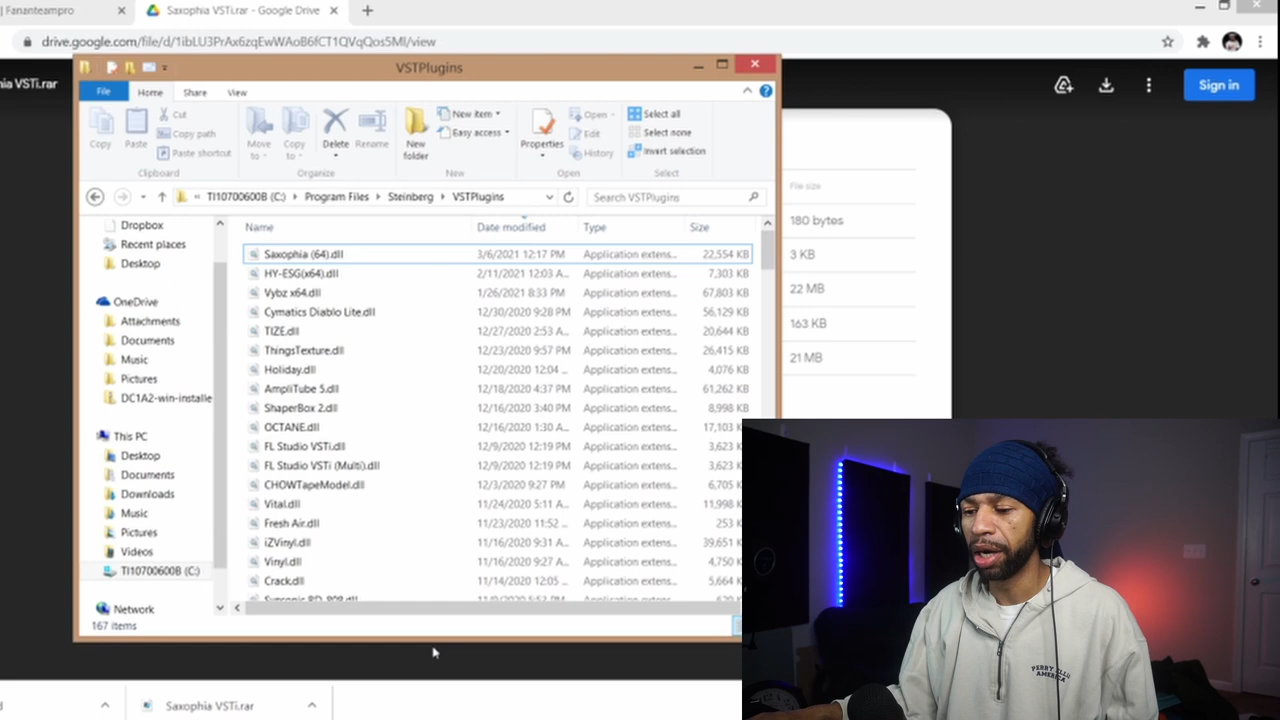 | Fananteampro
Saxophia VSTi.rar - Google Drive
drive.google.com/file/d/1ibLU3PrAx6zqEwWAoB6fCT1QVqQos5MI/view
nia VSTi.rar
Sign in
VSTPlugins
File Home Share View
Copy
Paste
Cut
Copy path
Paste shortcut
Clipboard
Move to
Copy to
Delete
Rename
Organize
New folder
New item
Easy access
New
Properties
Open
Edit
History
Open
Select all
Select none
Invert selection
Select
« TI10700600B (C:) Program Files Steinberg VSTPlugins
Search VSTPlugins
Dropbox
Recent places
Desktop
OneDrive
Attachments
Documents
Music
Pictures
DC1A2-win-installe
This PC
Desktop
Documents
Downloads
Music
Pictures
Videos
TI10700600B (C:)
Network
Name Date modified Type Size
Saxophia (64).dll 3/6/2021 12:17 PM Application extens... 22,554 KB
HY-ESG(x64).dll 2/11/2021 12:03 A... Application extens... 7,303 KB
Vybz x64.dll 1/26/2021 8:33 PM Application extens... 67,803 KB
Cymatics Diablo Lite.dll 12/30/2020 9:28 PM Application extens... 56,129 KB
TIZE.dll 12/27/2020 2:53 A... Application extens... 20,644 KB
ThingsTexture.dll 12/23/2020 9:57 PM Application extens... 26,415 KB
Holiday.dll 12/20/2020 12:04 ... Application extens... 4,076 KB
AmpliTube 5.dll 12/18/2020 4:37 PM Application extens... 61,262 KB
ShaperBox 2.dll 12/16/2020 3:40 PM Application extens... 8,998 KB
OCTANE.dll 12/16/2020 1:30 A... Application extens... 17,103 KB
FL Studio VSTi.dll 12/9/2020 12:19 PM Application extens... 3,623 KB
FL Studio VSTi (Multi).dll 12/9/2020 12:19 PM Application extens... 3,623 KB
CHOWTapeModel.dll 12/3/2020 9:27 PM Application extens... 6,705 KB
Vital.dll 11/24/2020 5:11 A... Application extens... 11,998 KB
Fresh Air.dll 11/23/2020 11:52 ... Application extens... 253 KB
iZVinyl.dll 11/16/2020 9:31 A... Application extens... 39,651 KB
Vinyl.dll 11/16/2020 9:27 A... Application extens... 4,750 KB
Crack.dll 11/14/2020 12:05 ... Application extens... 5,664 KB
167 items
File size
180 bytes
3 KB
22 MB
163 KB
21 MB
Saxophia VSTi.rar
PERRY ELLIS
AMERICA